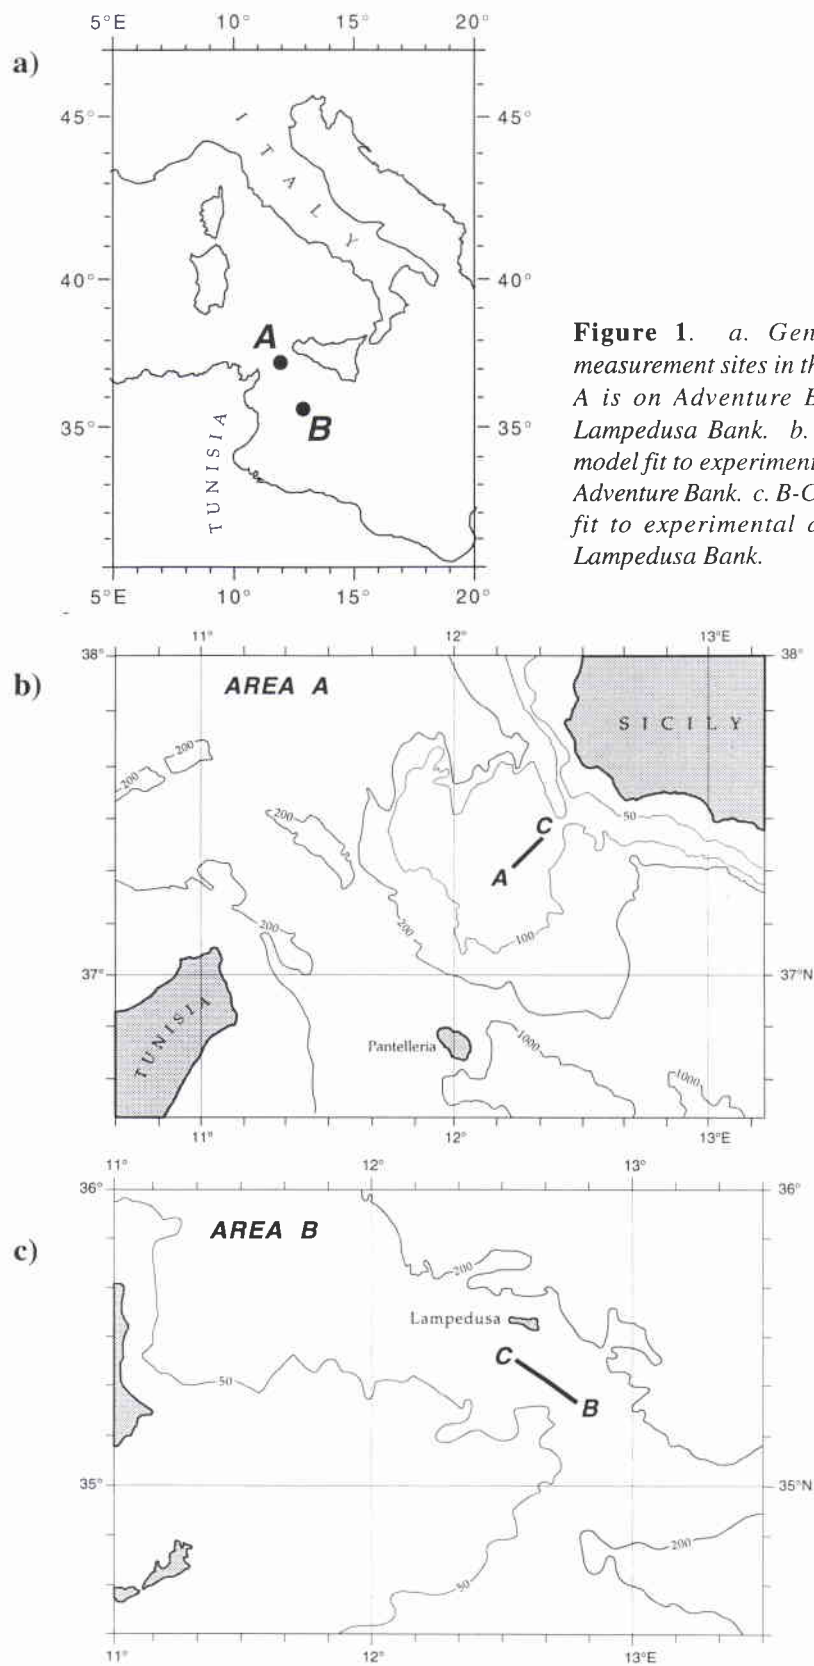 5°E 10° 15° 20°
a)
45° 45°
ITALY
40° 40°
A
35° 35°
B
TUNISIA
5°E 10° 15° 20°
Figure 1. a. Gen
measurement sites in th
A is on Adventure B
Lampedusa Bank. b.
model fit to experiment
Adventure Bank. c. B-C
fit to experimental a
Lampedusa Bank.
11° 12° 13°E
38° 38°
b)
AREA A
SICILY
200
200
200
50
C
A
200
200
100
37° 37°N
TUNISIA
Pantelleria
1000
1000
11° 12° 13°E
11° 12° 13°
36° 36°
c)
AREA B
200
Lampedusa
C
50
B
35° 35°N
200
50
11° 12° 13°E